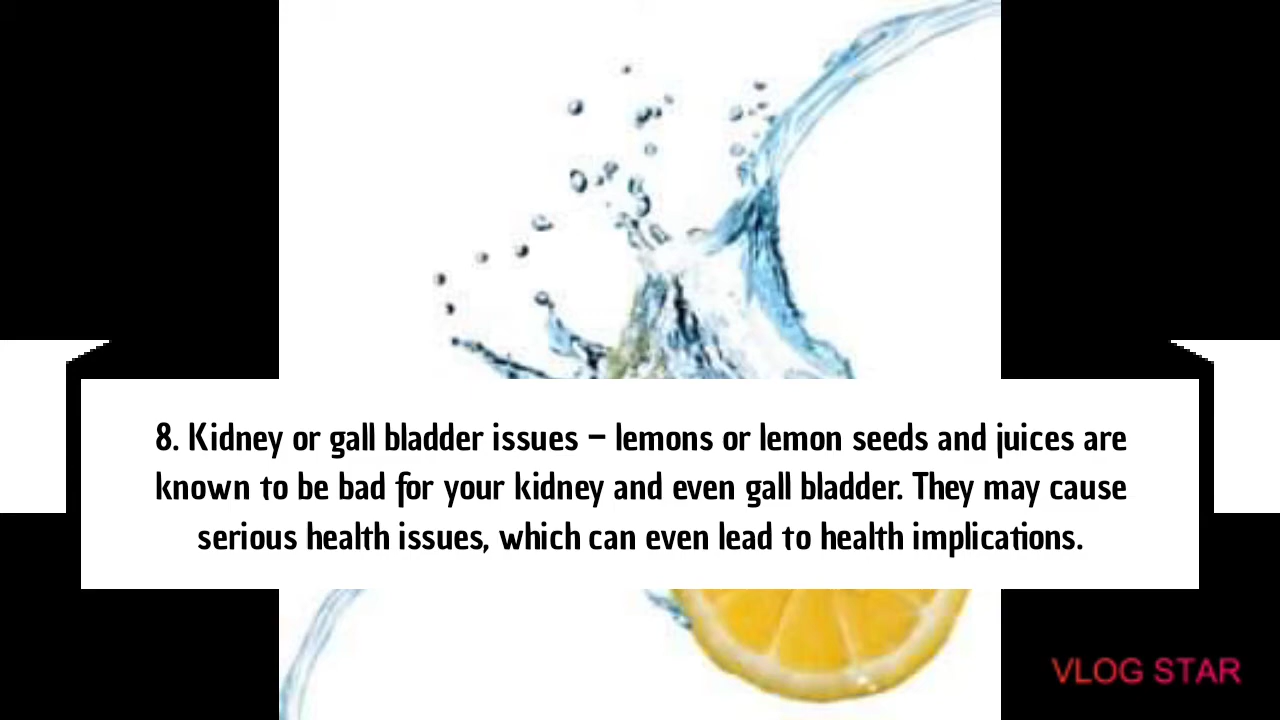 8. Kidney or gall bladder issues – lemons or lemon seeds and juices are
known to be bad for your kidney and even gall bladder. They may cause
serious health issues, which can even lead to health implications.
VLOG STAR